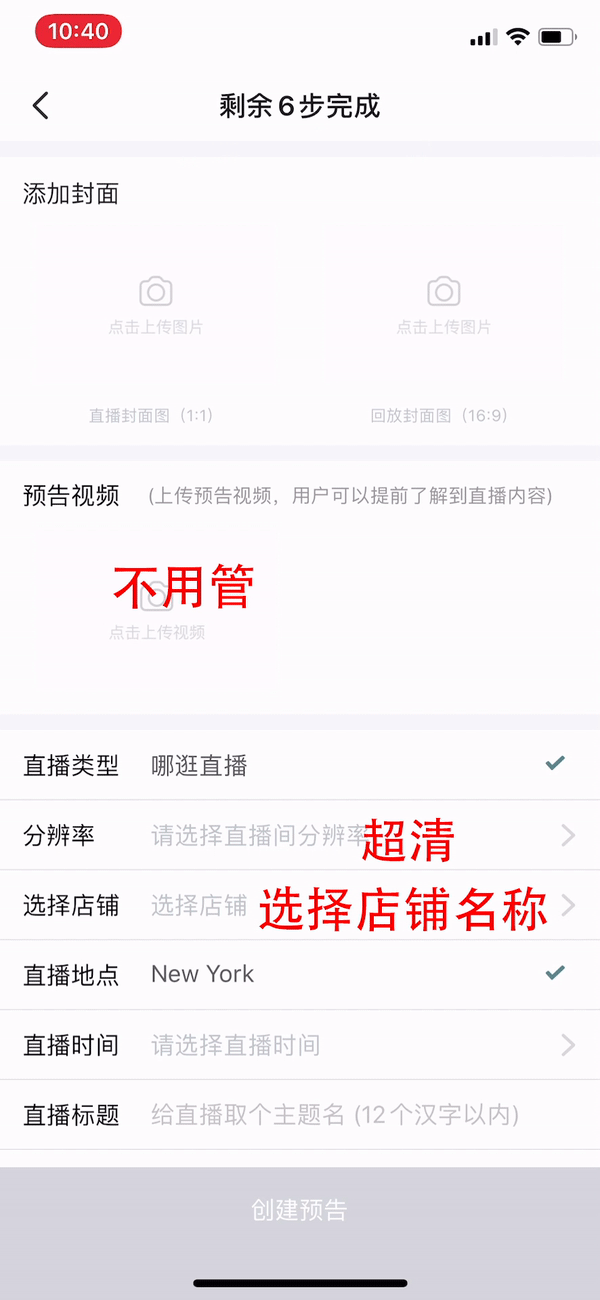 10:40
剩余6步完成
添加封面
点击上传图片 点击上传图片
直播封面图（1:1） 回放封面图（16:9）
预告视频 (上传预告视频，用户可以提前了解到直播内容)
不用管
点击上传视频
直播类型 哪逛直播
分辨率 请选择直播间分辨率 超清
选择店铺 选择店铺 选择店铺名称
直播地点 New York
直播时间 请选择直播时间
直播标题 给直播取个主题名 (12个汉字以内)
创建预告